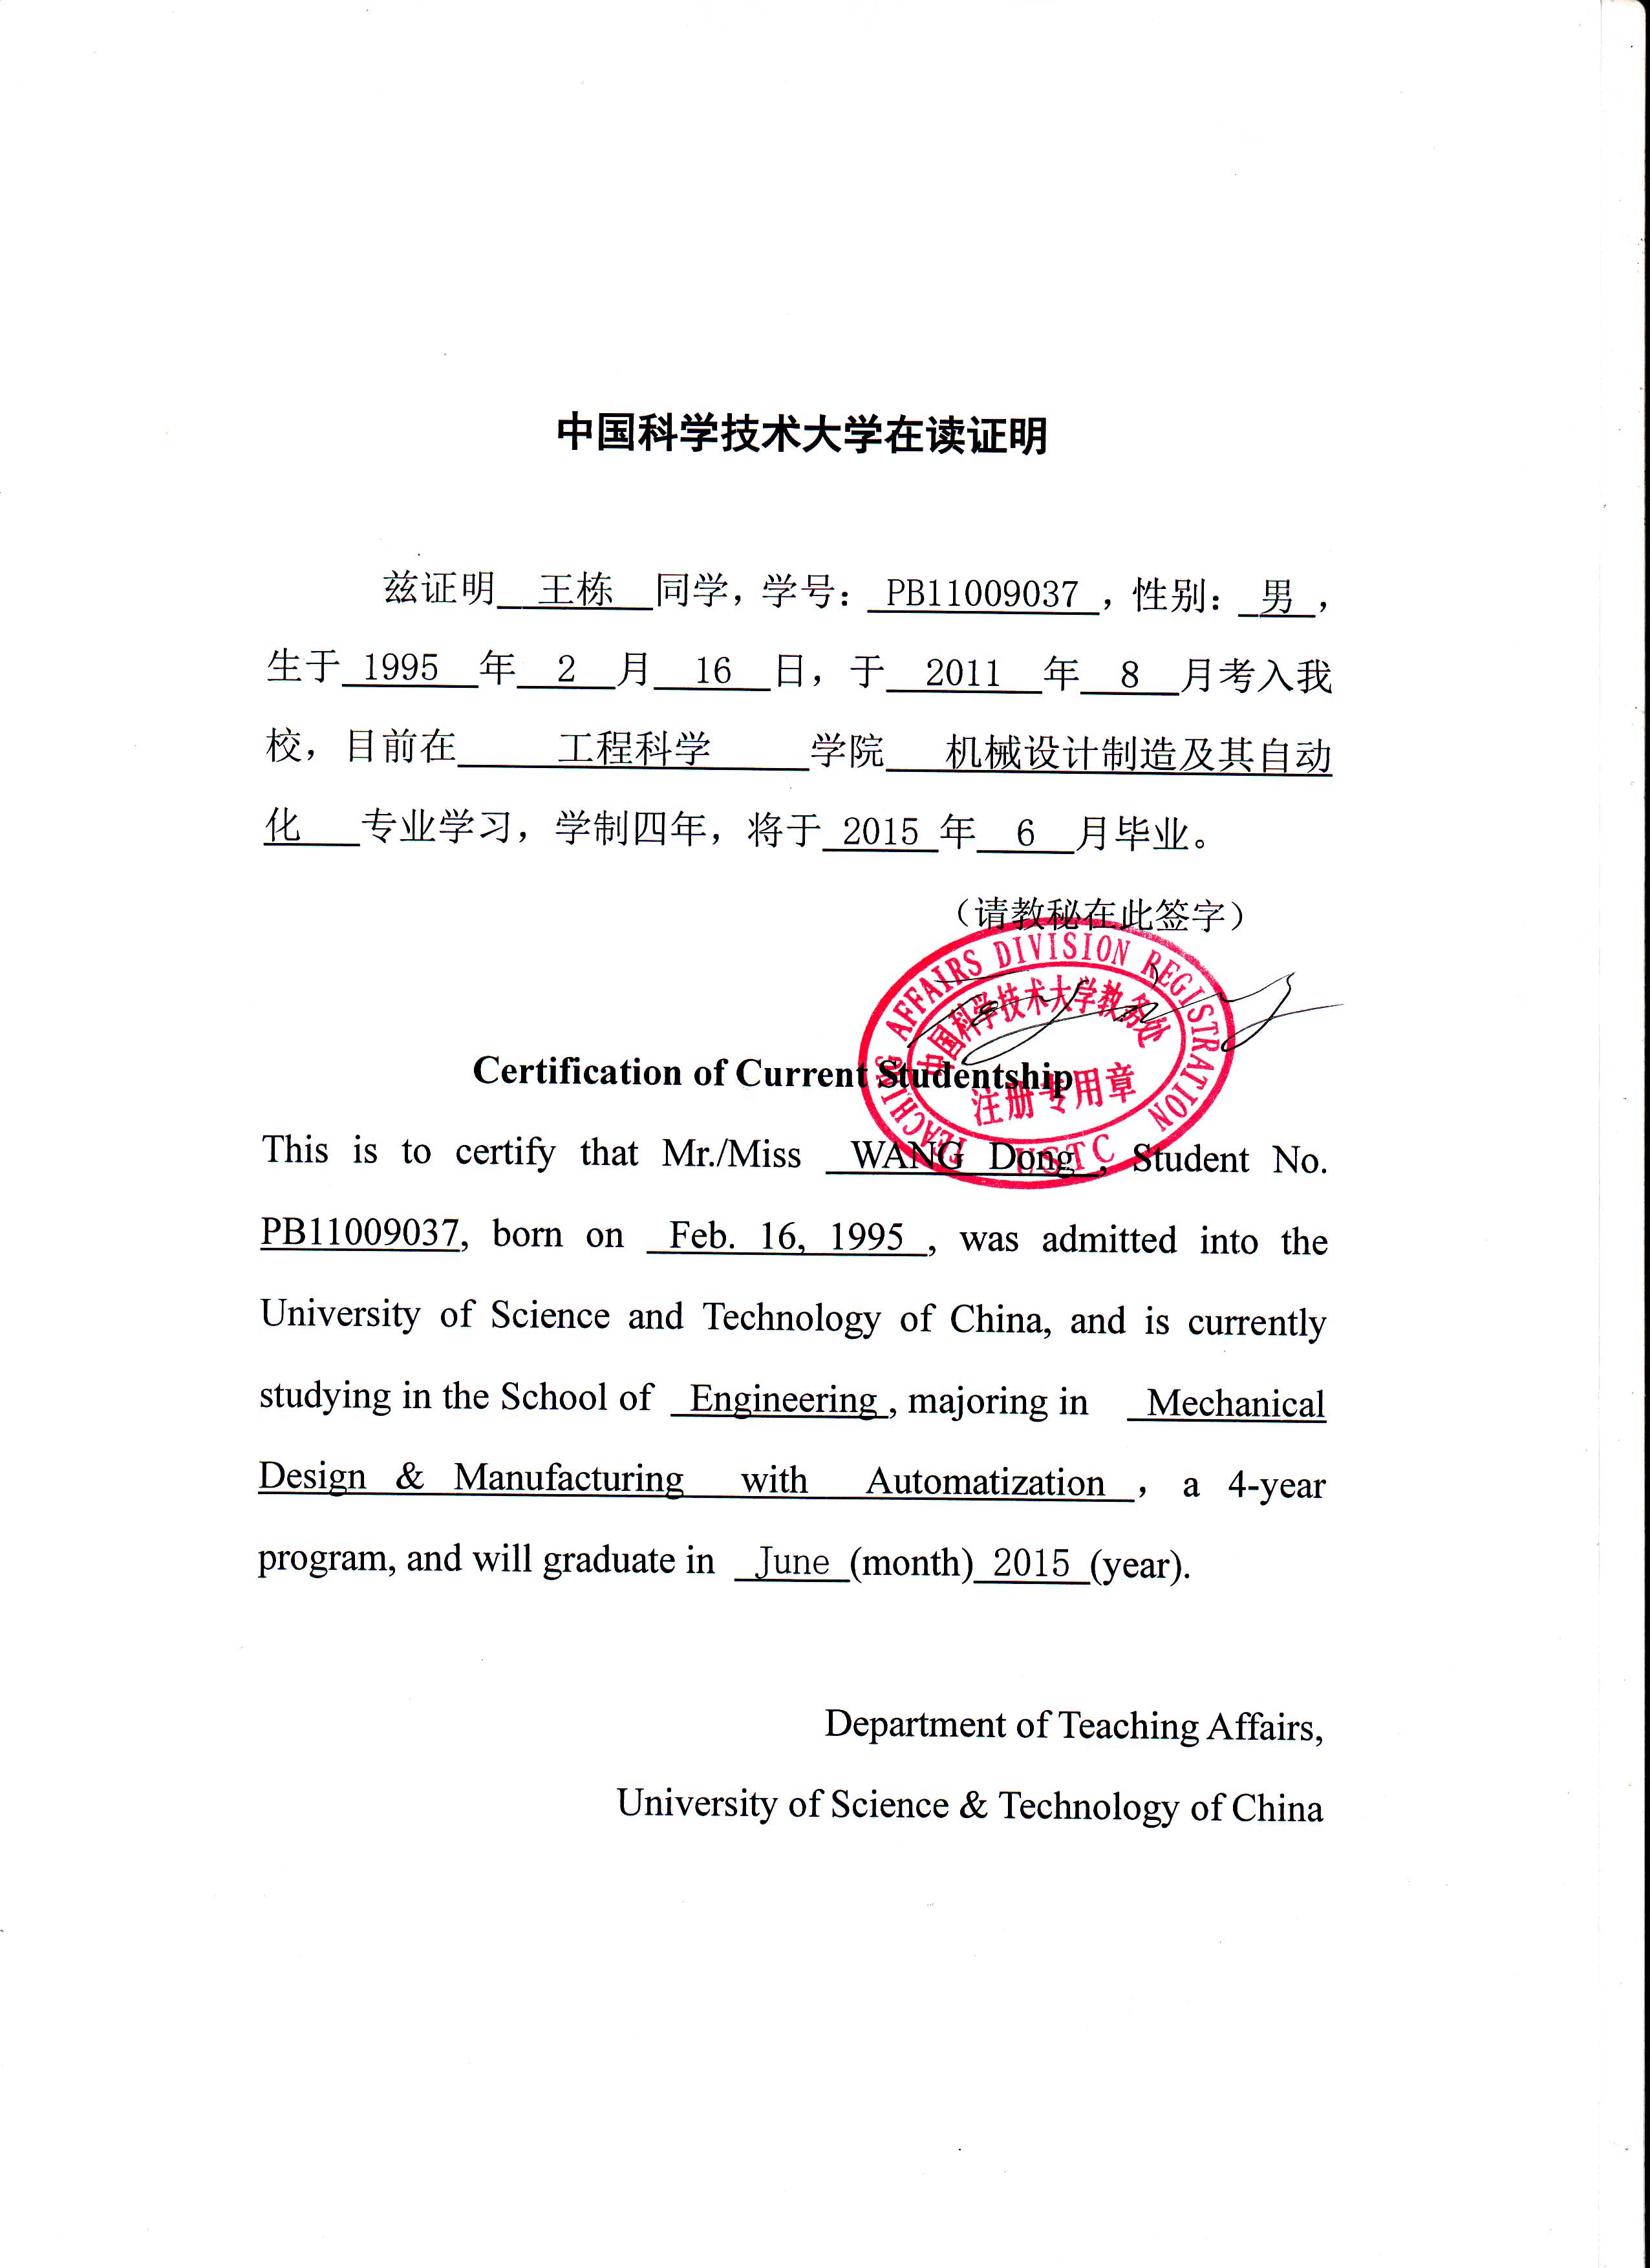 中国科学技术大学在读证明
兹证明 王栋 同学，学号： PB11009037 ，性别： 男 ，
生于 1995 年 2 月 16 日，于 2011 年 8 月考入我
校，目前在 工程科学 学院 机械设计制造及其自动
化 专业学习，学制四年，将于 2015 年 6 月毕业。
（请教秘在此签字）
TEACHING AFFAIRS DIVISION REGISTRATION
中国科学技术大学教务处
注册专用章
USTC
Certification of Current Studentship
This is to certify that Mr./Miss WANG Dong , Student No.
PB11009037, born on Feb. 16, 1995 , was admitted into the
University of Science and Technology of China, and is currently
studying in the School of Engineering , majoring in Mechanical
Design & Manufacturing with Automatization , a 4-year
program, and will graduate in June (month) 2015 (year).
Department of Teaching Affairs,
University of Science & Technology of China